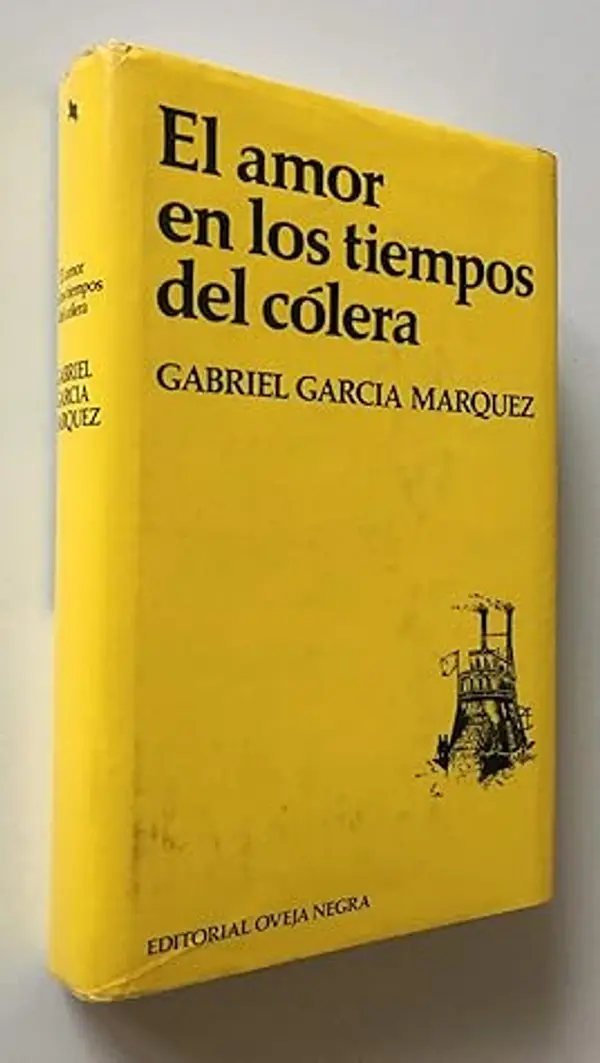 El amor
en los tiempos
del cólera
GABRIEL GARCIA MARQUEZ
EDITORIAL OVEJA NEGRA
El amor
en los tiempos
del cólera
GABRIEL
GARCIA
MARQUEZ